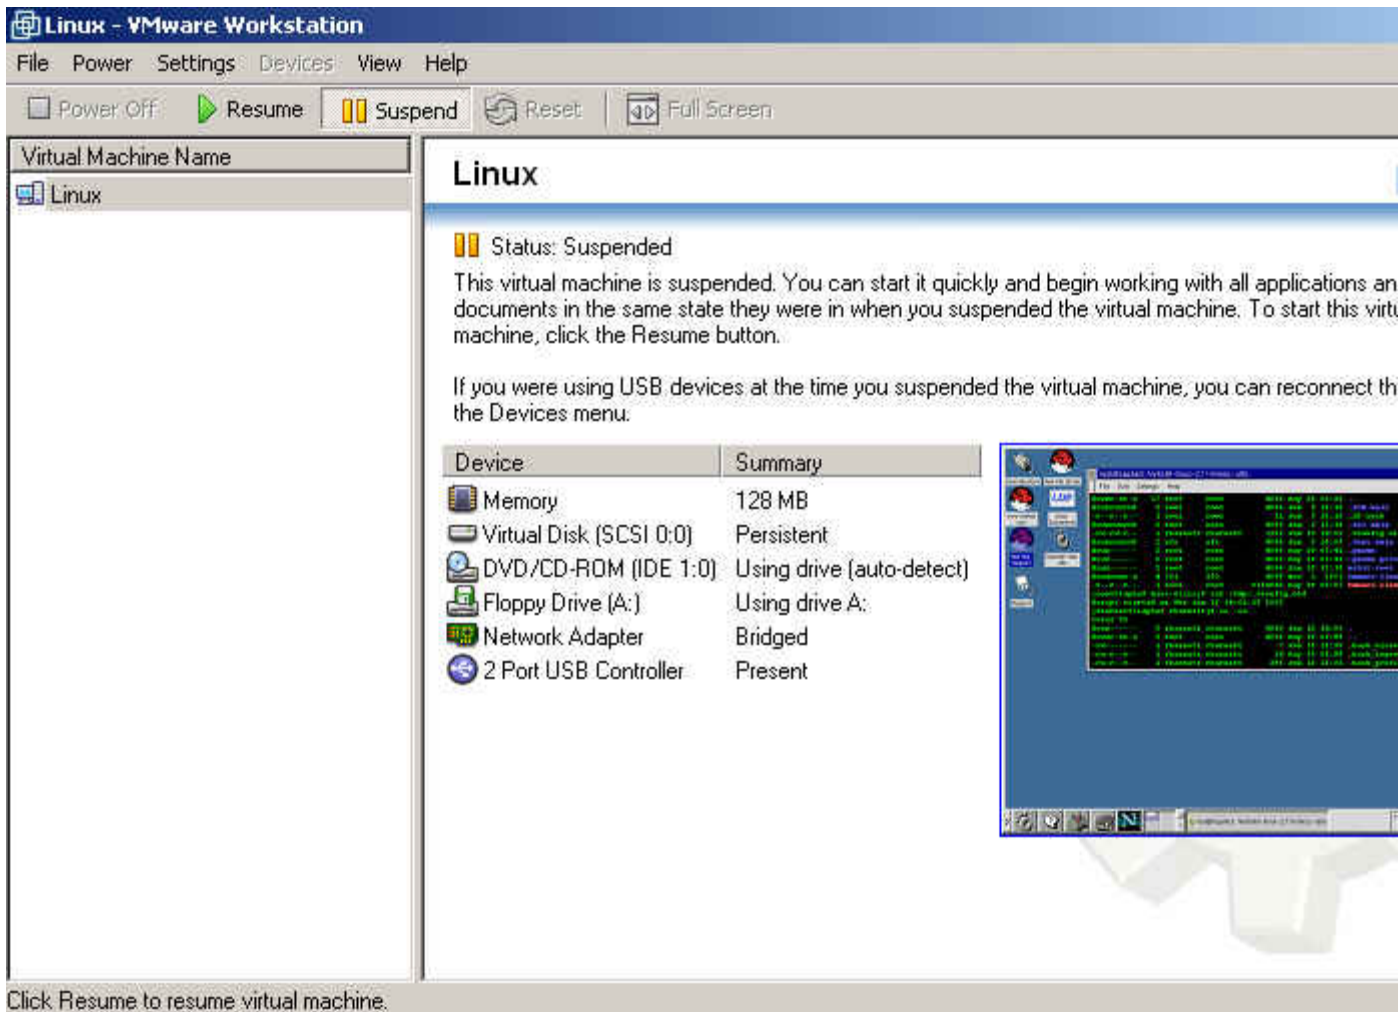 Linux - VMware Workstation
File Power Settings Devices View Help
Power Off Resume Suspend Reset Full Screen
Virtual Machine Name
Linux
Linux
Status: Suspended
This virtual machine is suspended. You can start it quickly and begin working with all applications an
documents in the same state they were in when you suspended the virtual machine. To start this virtu
machine, click the Resume button.
If you were using USB devices at the time you suspended the virtual machine, you can reconnect th
the Devices menu.
Device Summary
Memory 128 MB
Virtual Disk (SCSI 0:0) Persistent
DVD/CD-ROM (IDE 1:0) Using drive (auto-detect)
Floppy Drive (A:) Using drive A:
Network Adapter Bridged
2 Port USB Controller Present
Click Resume to resume virtual machine.